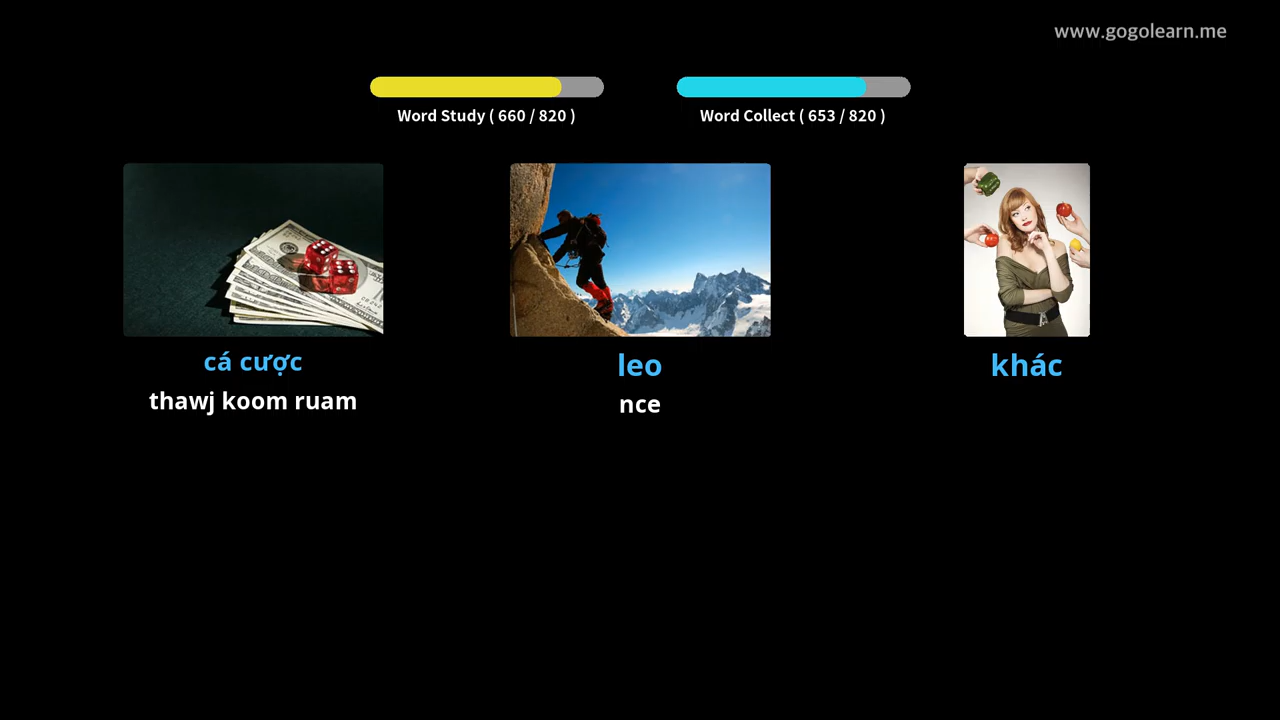 www.gogolearn.me
Word Study ( 660 / 820 )
Word Collect ( 653 / 820 )
cá cược
leo
khác
thawj koom ruam
nce